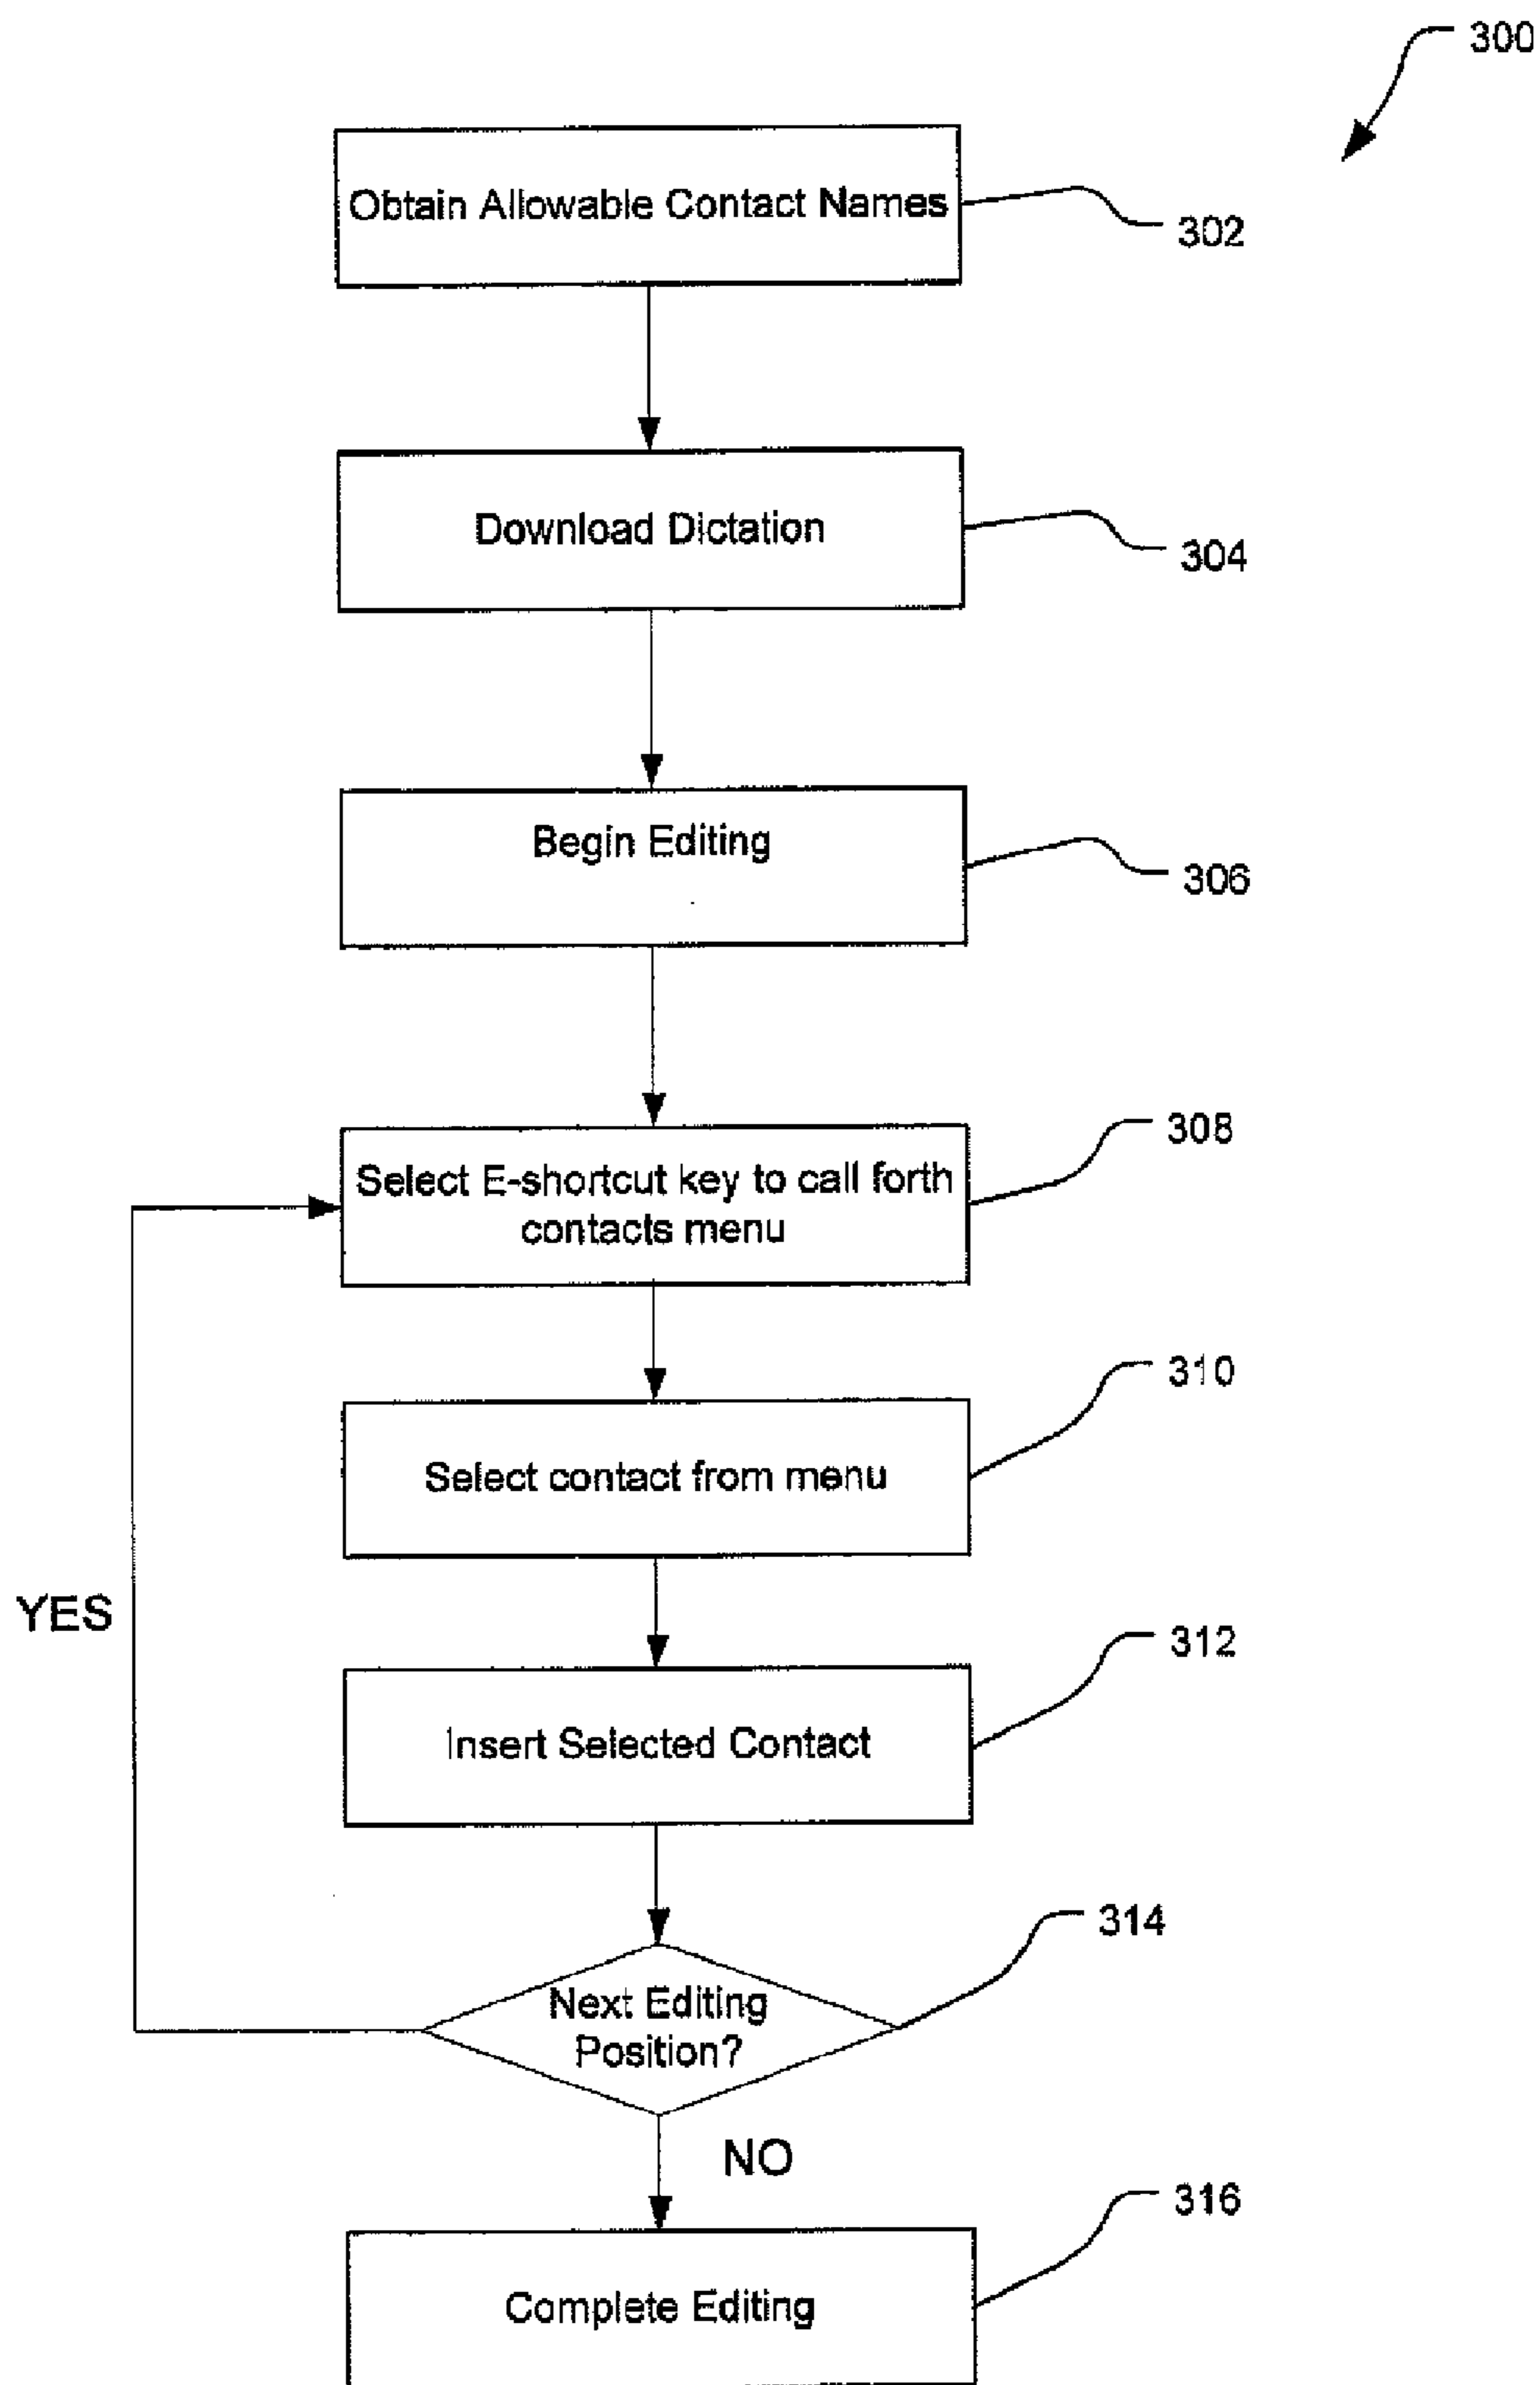 300
Obtain Allowable Contact Names
302
Download Dictation
304
Begin Editing
306
308
Select E-shortcut key to call forth
contacts menu
310
Select contact from menu
312
Insert Selected Contact
YES
314
Next Editing
Position?
NO
316
Complete Editing